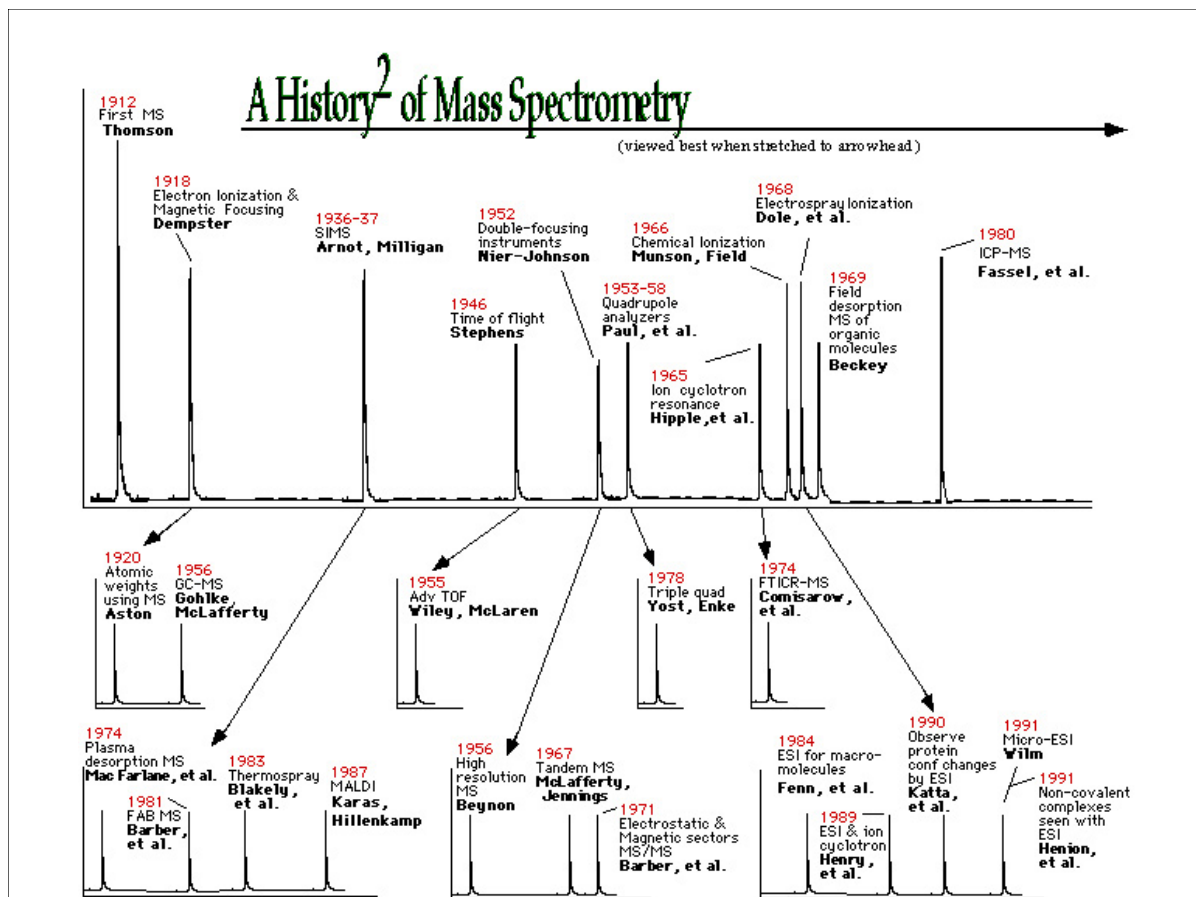 A History2 of Mass Spectrometry
(viewed best when stretched to arrowhead)
1912
First MS
Thomson
1918
Electron Ionization &
Magnetic Focusing
Dempster
1936-37
SIMS
Arnot, Milligan
1946
Time of flight
Stephens
1952
Double-focusing
instruments
Nier-Johnson
1953-58
Quadrupole
analyzers
Paul, et al.
1965
Ion cyclotron
resonance
Hipple,et al.
1966
Chemical Ionization
Munson, Field
1968
Electrospray Ionization
Dole, et al.
1969
Field
desorption
MS of
organic
molecules
Beckey
1980
ICP-MS
Fassel, et al.
1920
Atomic
weights
using MS
Aston
1956
GC-MS
Gohlke,
McLafferty
1955
Adv TOF
Wiley, McLaren
1978
Triple quad
Yost, Enke
1974
FTICR-MS
Comisarow,
et al.
1974
Plasma
desorption MS
Mac Farlane, et al.
1981
FAB MS
Barber,
et al.
1983
Thermospray
Blakely,
et al.
1987
MALDI
Karas,
Hillenkamp
1956
High
resolution
MS
Beynon
1967
Tandem MS
McLafferty,
Jennings
1971
Electrostatic &
Magnetic sectors
MS/MS
Barber, et al.
1984
ESI for macro-
molecules
Fenn, et al.
1989
ESI & ion
cyclotron
Henry,
et al.
1990
Observe
protein
conf changes
by ESI
Katta,
et al.
1991
Micro-ESI
Wilm
1991
Non-covalent
complexes
seen with
ESI
Henion,
et al.